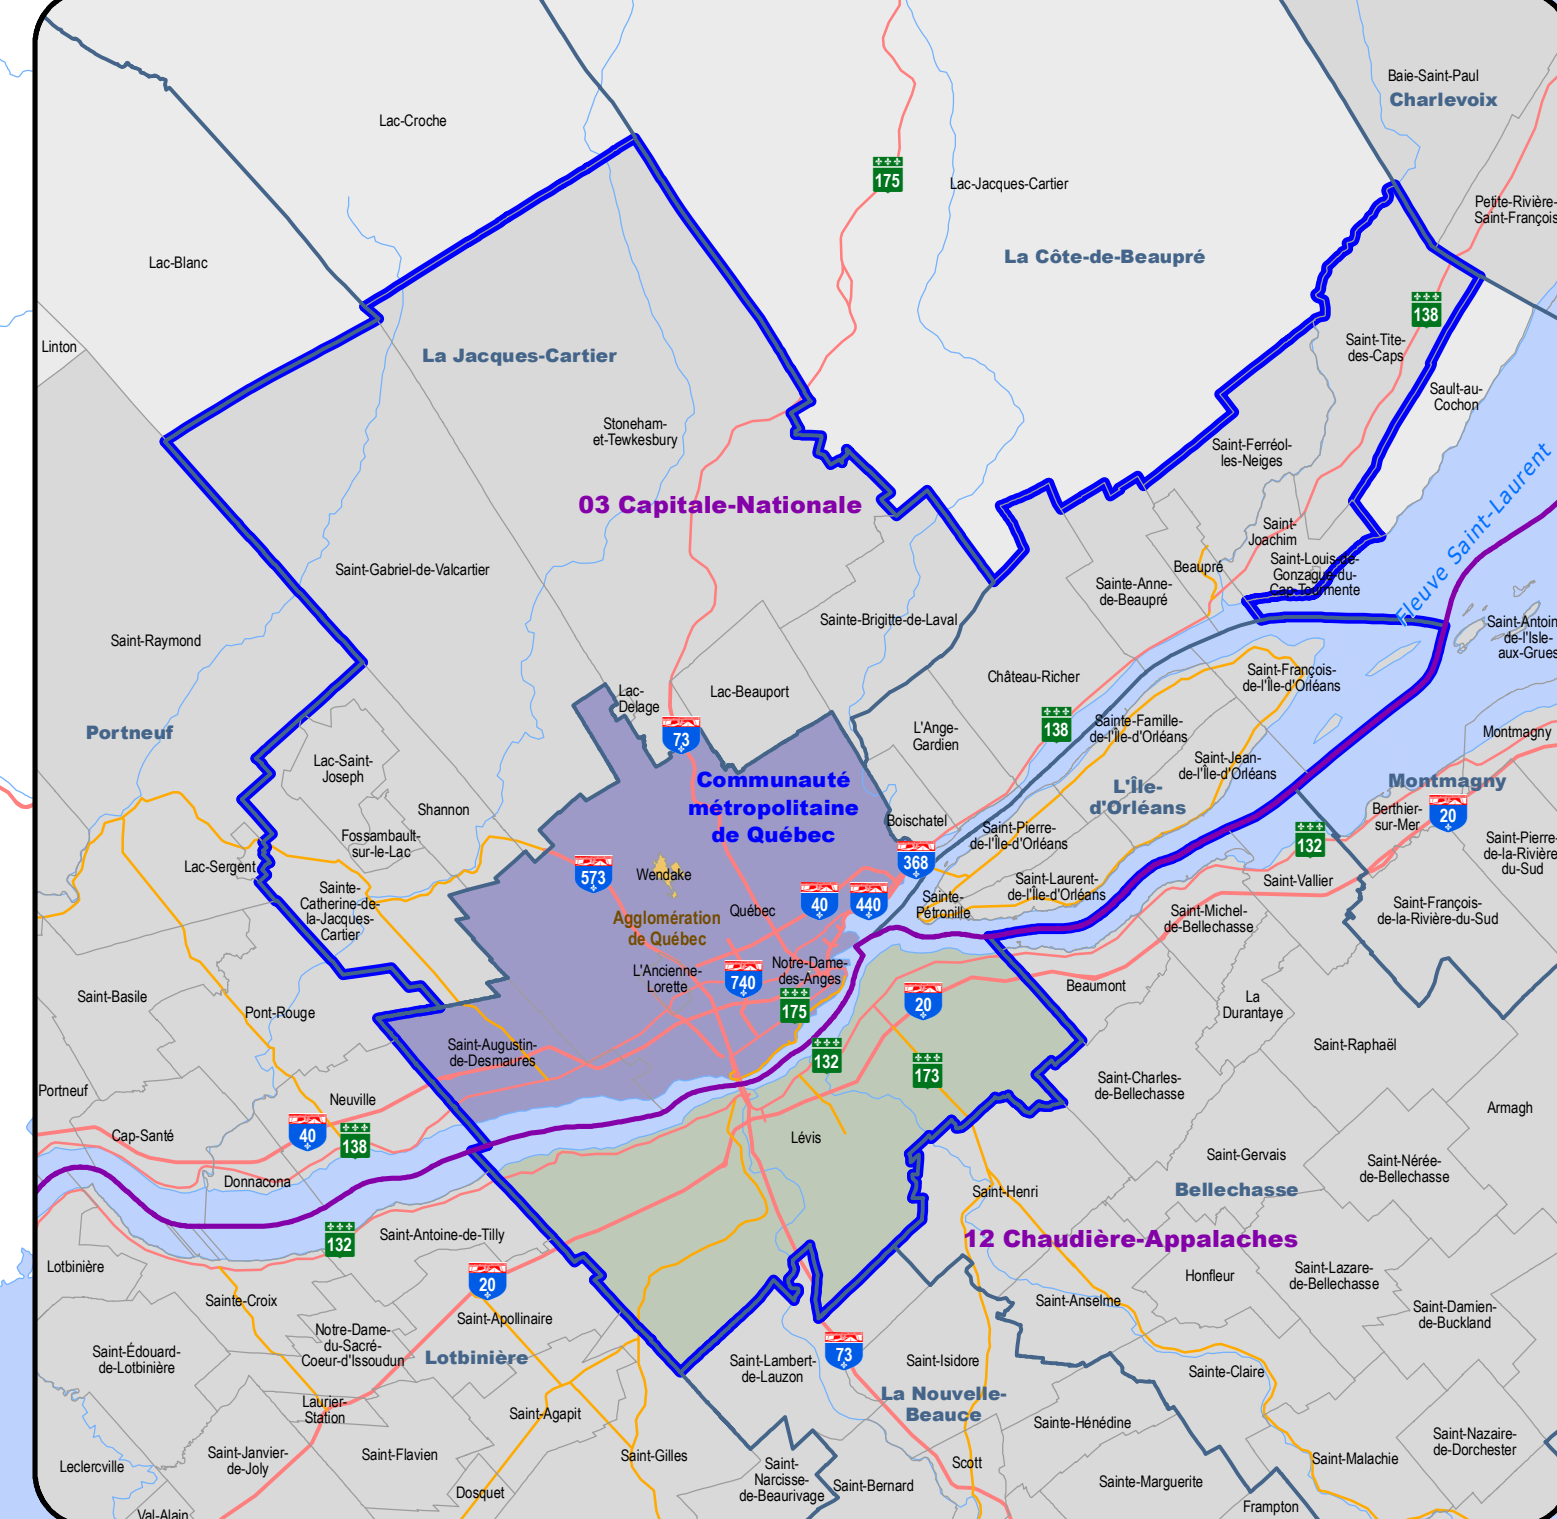 Baie-Saint-Paul
Charlevoix
Lac-Croche
175
Lac-Jacques-Cartier
Petite-Rivière-
Saint-François
La Côte-de-Beaupré
Lac-Blanc
138
Linton
Saint-Tite-
des-Caps
La Jacques-Cartier
Sault-au-
Cochon
Stoneham-
et-Tewkesbury
Saint-Ferréol-
les-Neiges
03 Capitale-Nationale
Fleuve Saint-Laurent
Saint-
Joachim
Saint-Gabriel-de-Valcartier
Beaupré
Saint-Louis-de-
Gonzague-du-
Cap-Tourmente
Sainte-Anne-
de-Beaupré
Sainte-Brigitte-de-Laval
Saint-Antoin
de-l'Isle-
aux-Grues
Saint-Raymond
Château-Richer
Saint-François-
de-l'Île-d'Orléans
Lac-
Delage
Lac-Beauport
Portneuf
73
L'Ange-
Gardien
138
Sainte-Famille-
de-l'Île-d'Orléans
Montmagny
Lac-Saint-
Joseph
Saint-Jean-
de-l'Île-d'Orléans
Communauté
métropolitaine
de Québec
L'Île-
d'Orléans
Montmagny
Shannon
Boischatel
Berthier-
sur-Mer
20
Fossambault-
sur-le-Lac
Saint-Pierre-
de-l'Île-d'Orléans
132
Saint-Pierre-
de-la-Rivière-
du-Sud
Lac-Sergent
573
Wendake
368
Sainte-
Catherine-de-
la-Jacques-
Cartier
Saint-Laurent-
de-l'Île-d'Orléans
Saint-Vallier
40
440
Sainte-
Pétronille
Québec
Agglomération
de Québec
Saint-Michel-
de-Bellechasse
Saint-François-
de-la-Rivière-du-Sud
L'Ancienne-
Lorette
740
Notre-Dame-
des-Anges
Beaumont
Saint-Basile
Pont-Rouge
175
20
La
Durantaye
Saint-Augustin-
de-Desmaures
132
173
Saint-Raphaël
Portneuf
Neuville
Saint-Charles-
de-Bellechasse
Armagh
Cap-Santé
40
138
Lévis
Donnacona
Saint-Gervais
Saint-Nérée-
de-Bellechasse
Saint-Henri
Bellechasse
132
Saint-Antoine-de-Tilly
12 Chaudière-Appalaches
Lotbinière
20
Honfleur
Saint-Lazare-
de-Bellechasse
Sainte-Croix
Saint-Apollinaire
Saint-Anselme
Saint-Damien-
de-Buckland
Notre-Dame-
du-Sacré-
Coeur-d'Issoudun
Saint-Édouard-
de-Lotbinière
Lotbinière
73
Saint-Lambert-
de-Lauzon
Saint-Isidore
Sainte-Claire
La Nouvelle-
Beauce
Laurier-
Station
Saint-Agapit
Sainte-Hénédine
Saint-Nazaire-
de-Dorchester
Leclercville
Saint-Janvier-
de-Joly
Saint-Flavien
Saint-Gilles
Saint-
Narcisse-
de-Beaurivage
Scott
Saint-Malachie
Saint-Bernard
Sainte-Marguerite
Dosquet
Frampton
Val-Alain